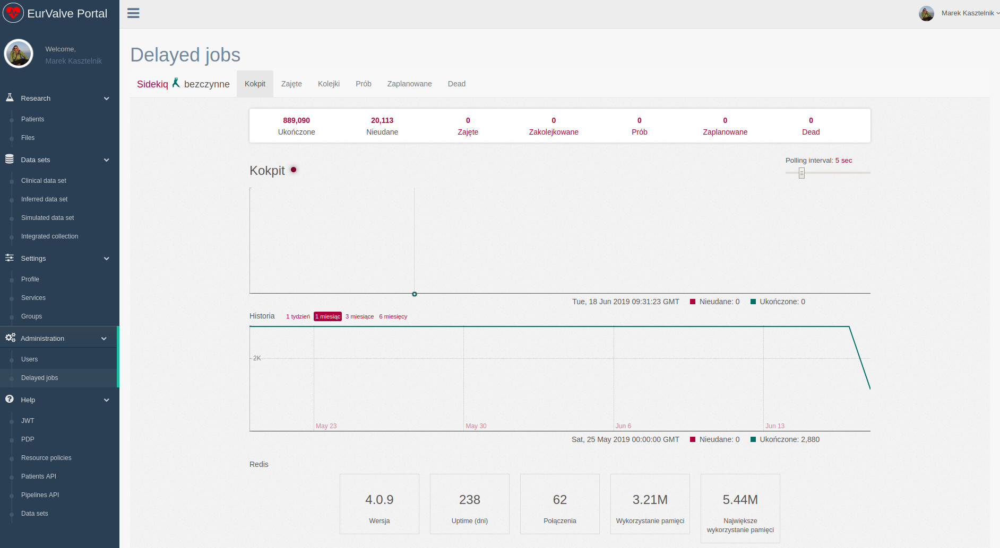 EurValve Portal
Marek Kasztelnik
Welcome,
Marek Kasztelnik
Research
Patients
Files
Data sets
Clinical data set
Inferred data set
Simulated data set
Integrated collection
Settings
Profile
Services
Groups
Administration
Users
Delayed jobs
Help
JWT
PDP
Resource policies
Patients API
Pipelines API
Data sets
Delayed jobs
Sidekiq bezczynne Kokpit Zajęte Kolejki Prób Zaplanowane Dead
889,090 20,113 0 0 0 0 0
Ukończone Nieudane Zajęte Zakolejkowane Prób Zaplanowane Dead
Polling interval: 5 sec
Kokpit
Tue, 18 Jun 2019 09:31:23 GMT Nieudane: 0 Ukończone: 0
Historia 1 tydzień 1 miesiąc 3 miesiące 6 miesięcy
2K
May 23 May 30 Jun 6 Jun 13
Sat, 25 May 2019 00:00:00 GMT Nieudane: 0 Ukończone: 2,880
Redis
4.0.9 238 62 3.21M 5.44M
Wersja Uptime (dni) Połączenia Wykorzystanie pamięci Największe
wykorzystanie pamięci